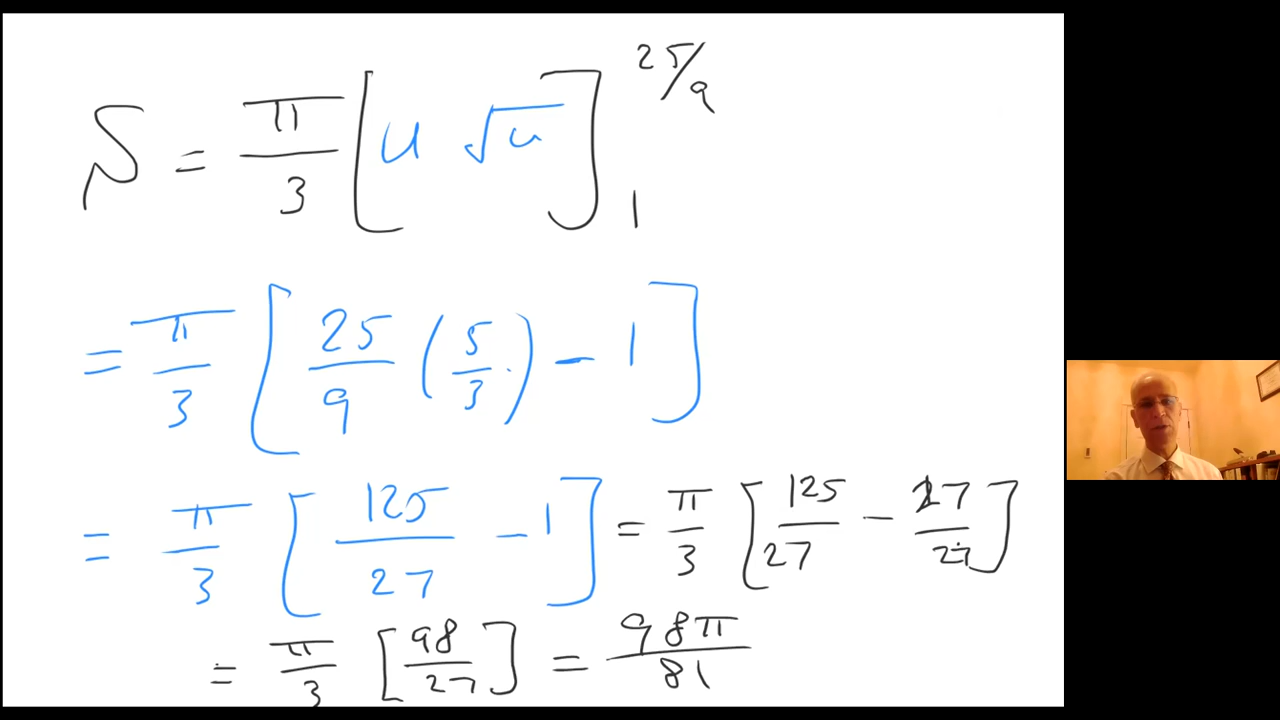 S = π/3 [u √u]₁^25/9
= π/3 [25/9 (5/3) - 1]
= π/3 [125/27 - 1] = π/3 [125/27 - 27/27]
= π/3 [98/27] = 98π/81